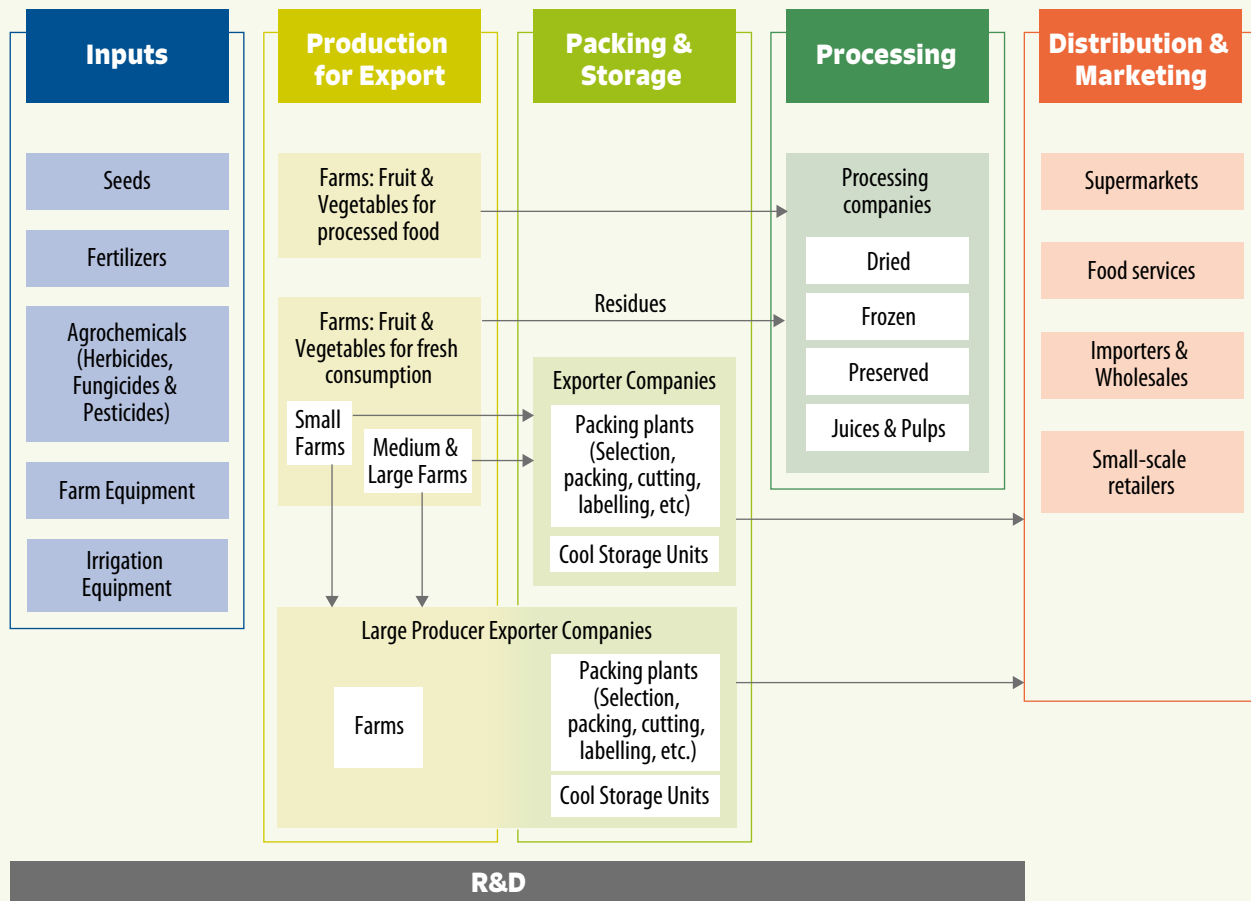 Inputs
Seeds
Fertilizers
Agrochemicals
(Herbicides,
Fungicides &
Pesticides)
Farm Equipment
Irrigation
Equipment
Production
for Export
Farms: Fruit &
Vegetables for
processed food
Farms: Fruit &
Vegetables for fresh
consumption
Small
Farms
Medium &
Large Farms
Large Producer Exporter Companies
Farms
Packing &
Storage
Residues
Exporter Companies
Packing plants
(Selection,
packing, cutting,
labelling, etc)
Cool Storage Units
Packing plants
(Selection,
packing, cutting,
labelling, etc.)
Cool Storage Units
Processing
Processing
companies
Dried
Frozen
Preserved
Juices & Pulps
Distribution &
Marketing
Supermarkets
Food services
Importers &
Wholesales
Small-scale
retailers
R&D